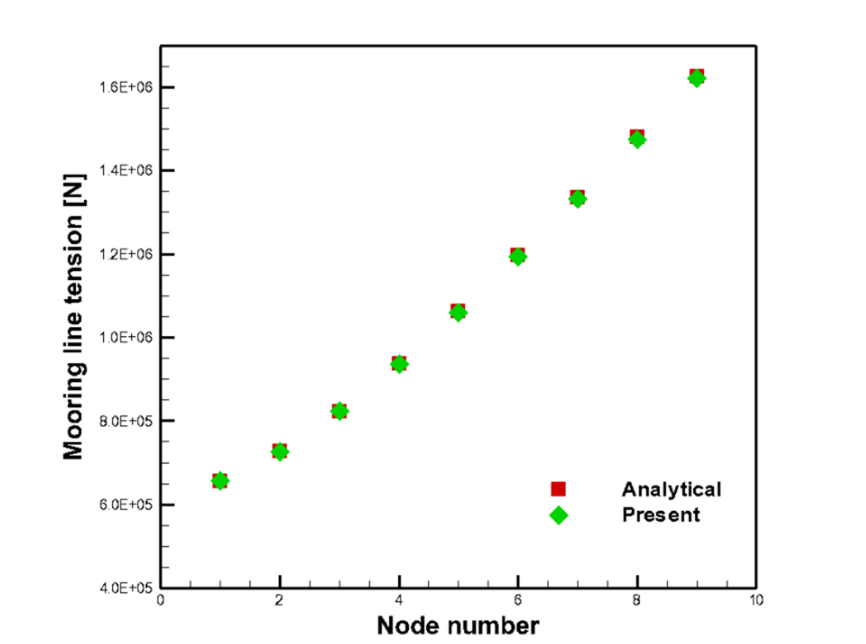 1.6E+06
1.4E+06
1.2E+06
1.0E+06
8.0E+05
6.0E+05
4.0E+05
Mooring line tension [N]
Analytical
Present
0 2 4 6 8 10
Node number